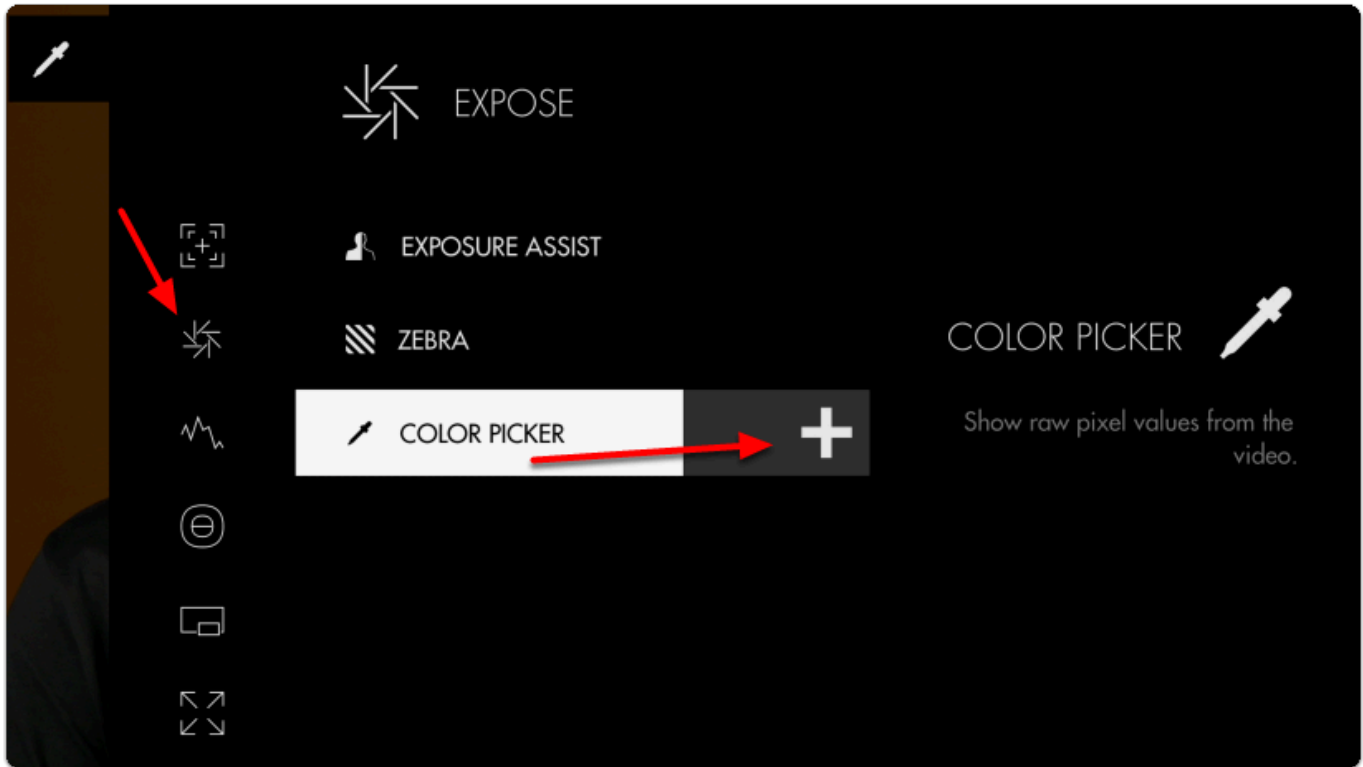 EXPOSE
EXPOSURE ASSIST
ZEBRA
COLOR PICKER
COLOR PICKER
Show raw pixel values from the
video.